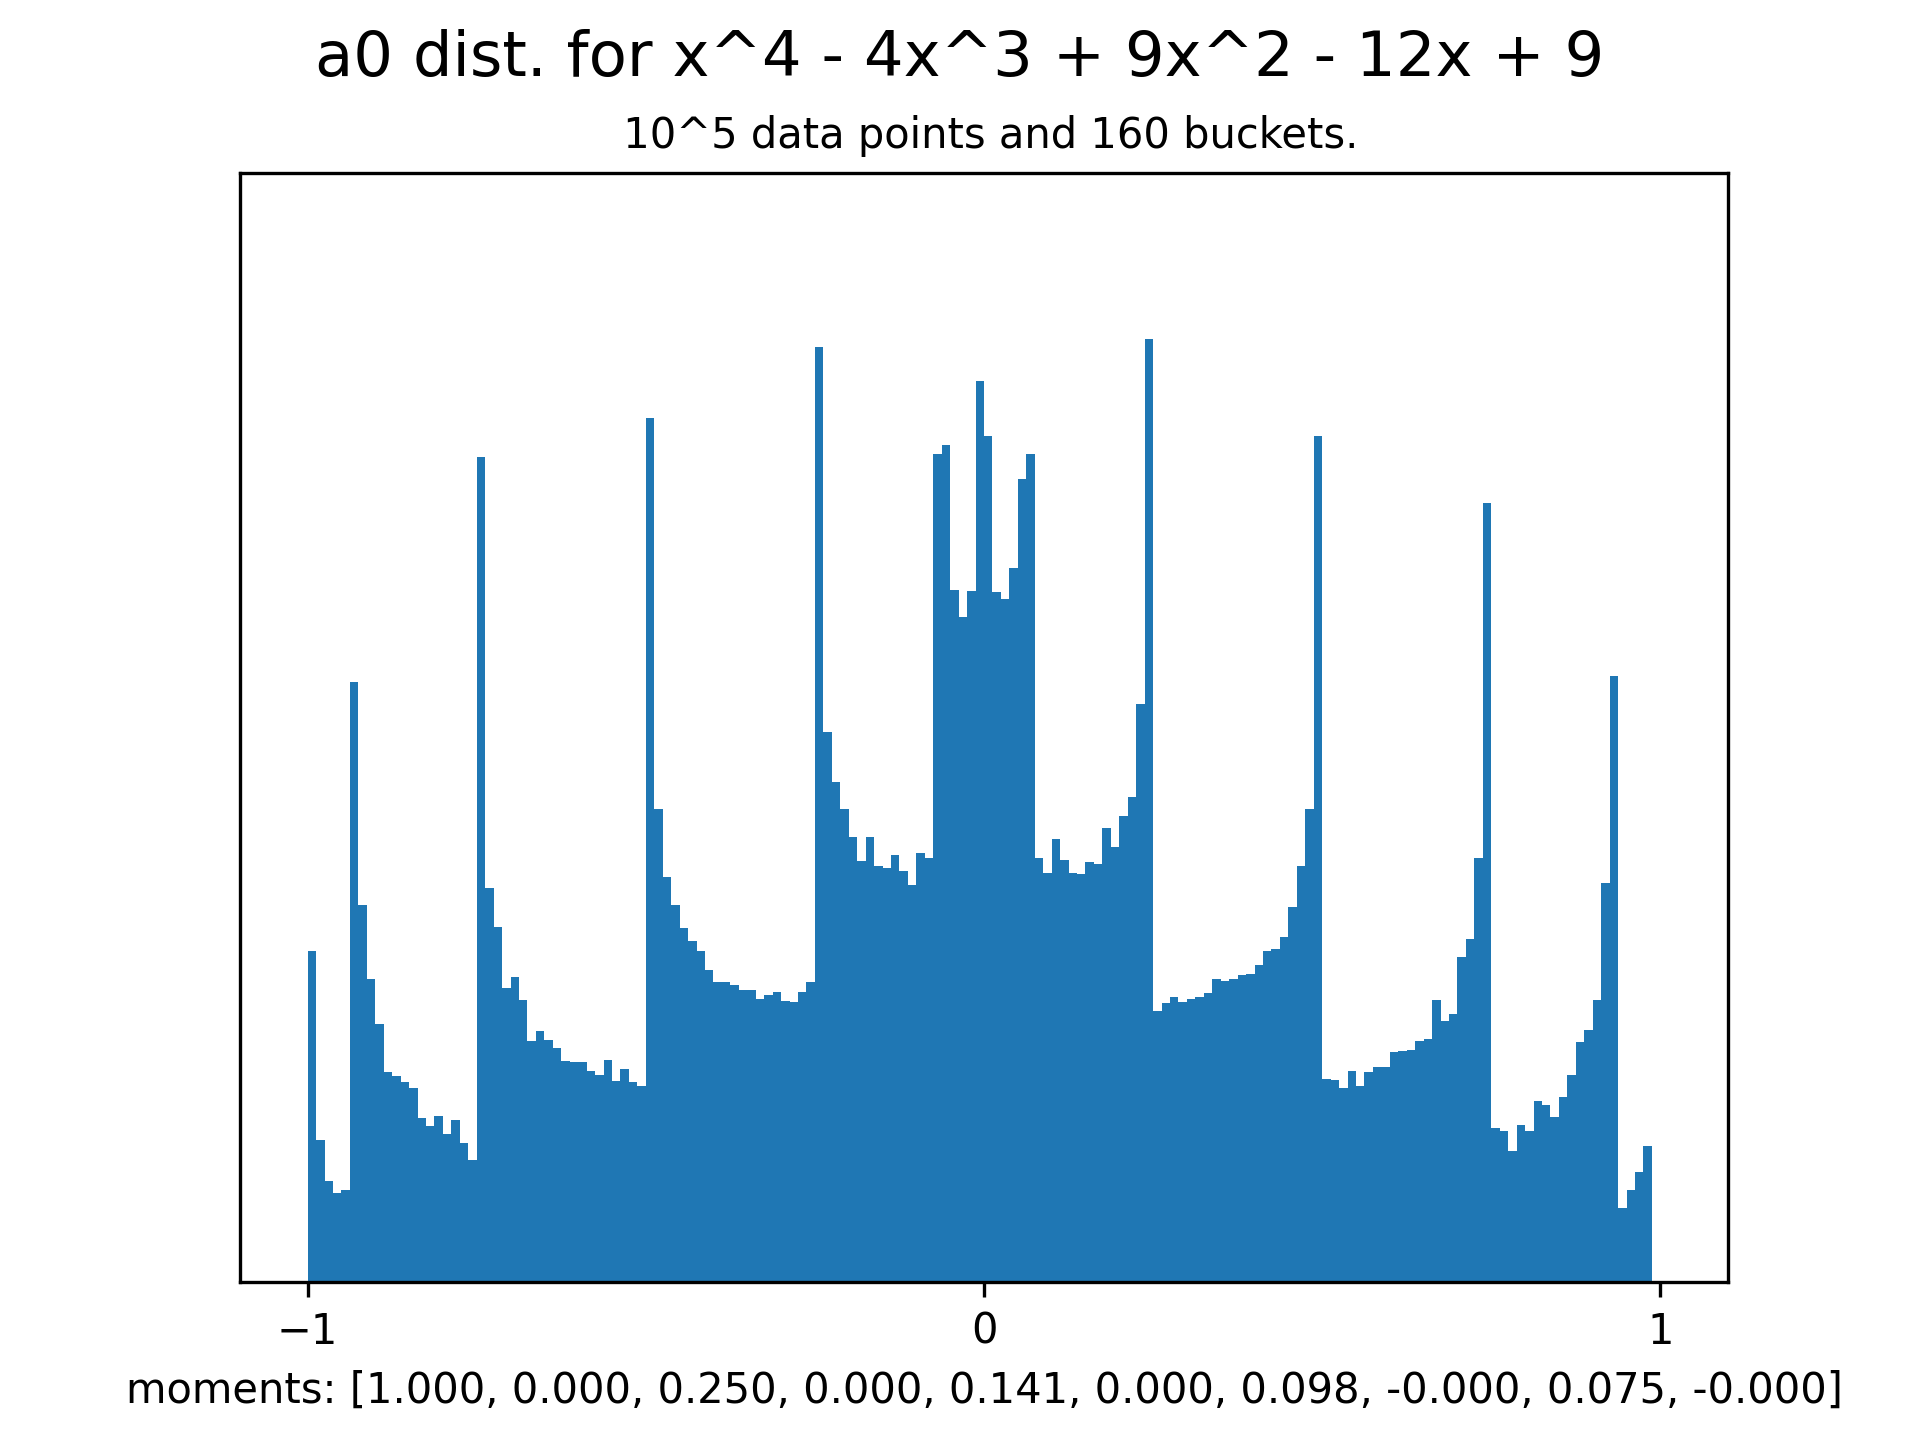 a0 dist. for x^4 - 4x^3 + 9x^2 - 12x + 9
10^5 data points and 160 buckets.
−1 0 1
moments: [1.000, 0.000, 0.250, 0.000, 0.141, 0.000, 0.098, -0.000, 0.075, -0.000]